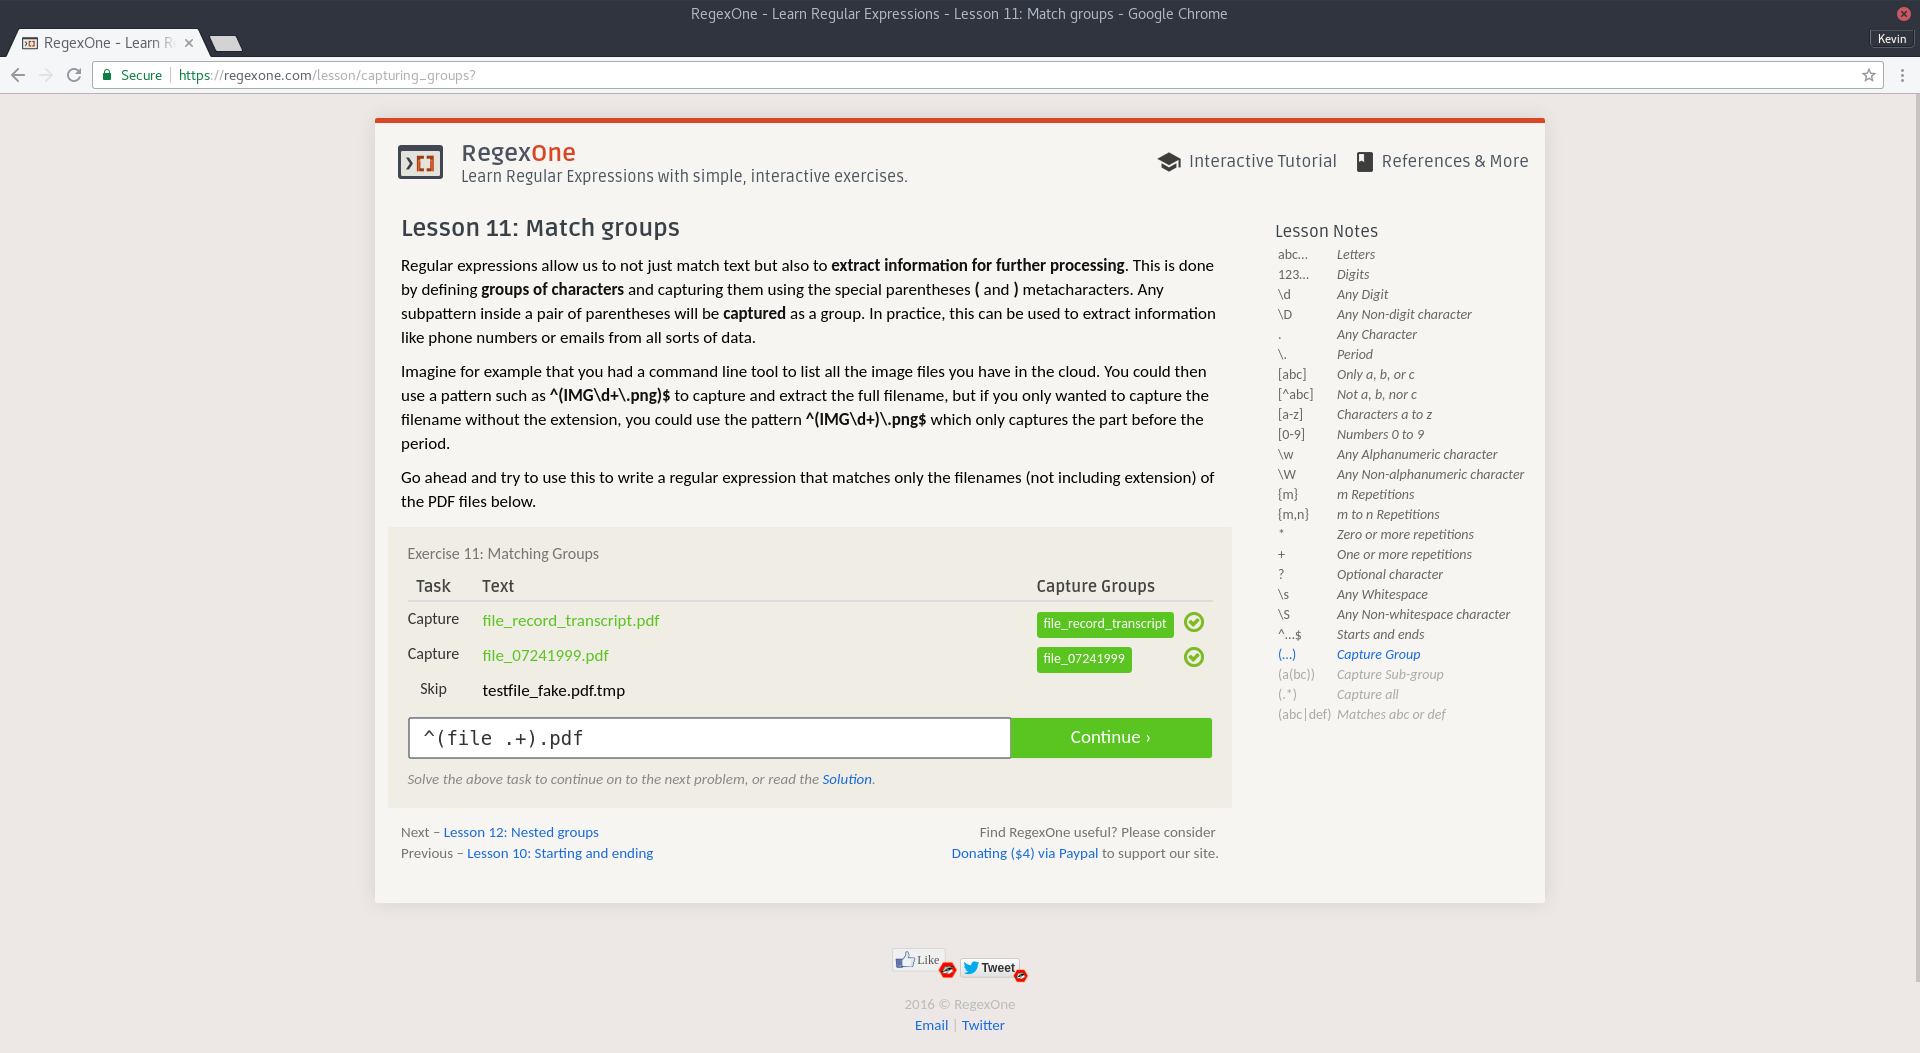 RegexOne - Learn Regular Expressions - Lesson 11: Match groups - Google Chrome
RegexOne - Learn R
Kevin
Secure https://regexone.com/lesson/capturing_groups?
RegexOne
Learn Regular Expressions with simple, interactive exercises.
Interactive Tutorial References & More
Lesson 11: Match groups
Regular expressions allow us to not just match text but also to extract information for further processing. This is done
by defining groups of characters and capturing them using the special parentheses ( and ) metacharacters. Any
subpattern inside a pair of parentheses will be captured as a group. In practice, this can be used to extract information
like phone numbers or emails from all sorts of data.
Imagine for example that you had a command line tool to list all the image files you have in the cloud. You could then
use a pattern such as ^(IMG\d+\.png)$ to capture and extract the full filename, but if you only wanted to capture the
filename without the extension, you could use the pattern ^(IMG\d+)\.png$ which only captures the part before the
period.
Go ahead and try to use this to write a regular expression that matches only the filenames (not including extension) of
the PDF files below.
Exercise 11: Matching Groups
Task Text Capture Groups
Capture file_record_transcript.pdf file_record_transcript
Capture file_07241999.pdf file_07241999
Skip testfile_fake.pdf.tmp
^(file .+).pdf
Continue ›
Solve the above task to continue on to the next problem, or read the Solution.
Next – Lesson 12: Nested groups
Previous – Lesson 10: Starting and ending
Find RegexOne useful? Please consider
Donating ($4) via Paypal to support our site.
Lesson Notes
abc... Letters
123... Digits
\d Any Digit
\D Any Non-digit character
. Any Character
\. Period
[abc] Only a, b, or c
[^abc] Not a, b, nor c
[a-z] Characters a to z
[0-9] Numbers 0 to 9
\w Any Alphanumeric character
\W Any Non-alphanumeric character
{m} m Repetitions
{m,n} m to n Repetitions
* Zero or more repetitions
+ One or more repetitions
? Optional character
\s Any Whitespace
\S Any Non-whitespace character
^...$ Starts and ends
(...) Capture Group
(a(bc)) Capture Sub-group
(.*) Capture all
(abc|def) Matches abc or def
Like Tweet
2016 © RegexOne
Email | Twitter